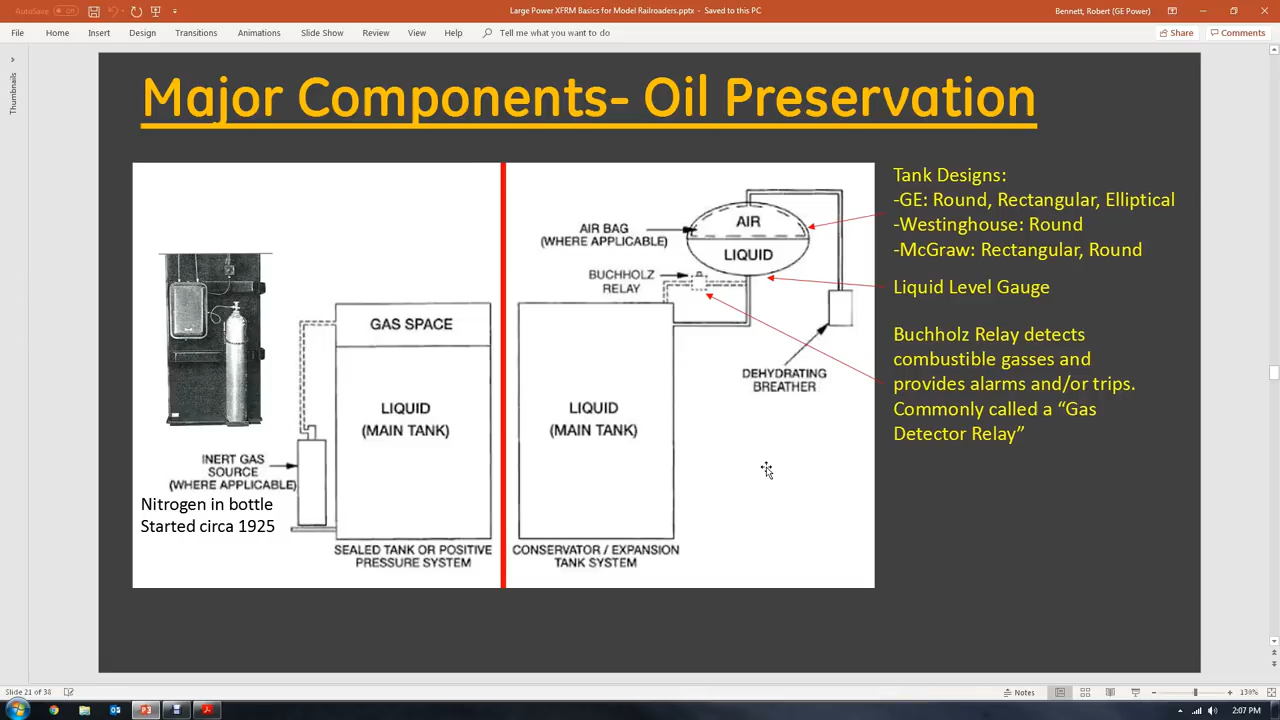 AutoSave Off
Large Power XFRM Basics for Model Railroaders.pptx - Saved to this PC
Bennett, Robert (GE Power)
File Home Insert Design Transitions Animations Slide Show Review View Help Tell me what you want to do
Share Comments
Thumbnails
Major Components- Oil Preservation
INERT GAS
SOURCE
(WHERE APPLICABLE)
Nitrogen in bottle
Started circa 1925
GAS SPACE
LIQUID
(MAIN TANK)
SEALED TANK OR POSITIVE
PRESSURE SYSTEM
AIR BAG
(WHERE APPLICABLE)
AIR
LIQUID
BUCHHOLZ
RELAY
LIQUID
(MAIN TANK)
DEHYDRATING
BREATHER
CONSERVATOR / EXPANSION
TANK SYSTEM
Tank Designs:
-GE: Round, Rectangular, Elliptical
-Westinghouse: Round
-McGraw: Rectangular, Round
Liquid Level Gauge
Buchholz Relay detects
combustible gasses and
provides alarms and/or trips.
Commonly called a “Gas
Detector Relay”
Slide 21 of 38
Notes
130%
2:07 PM